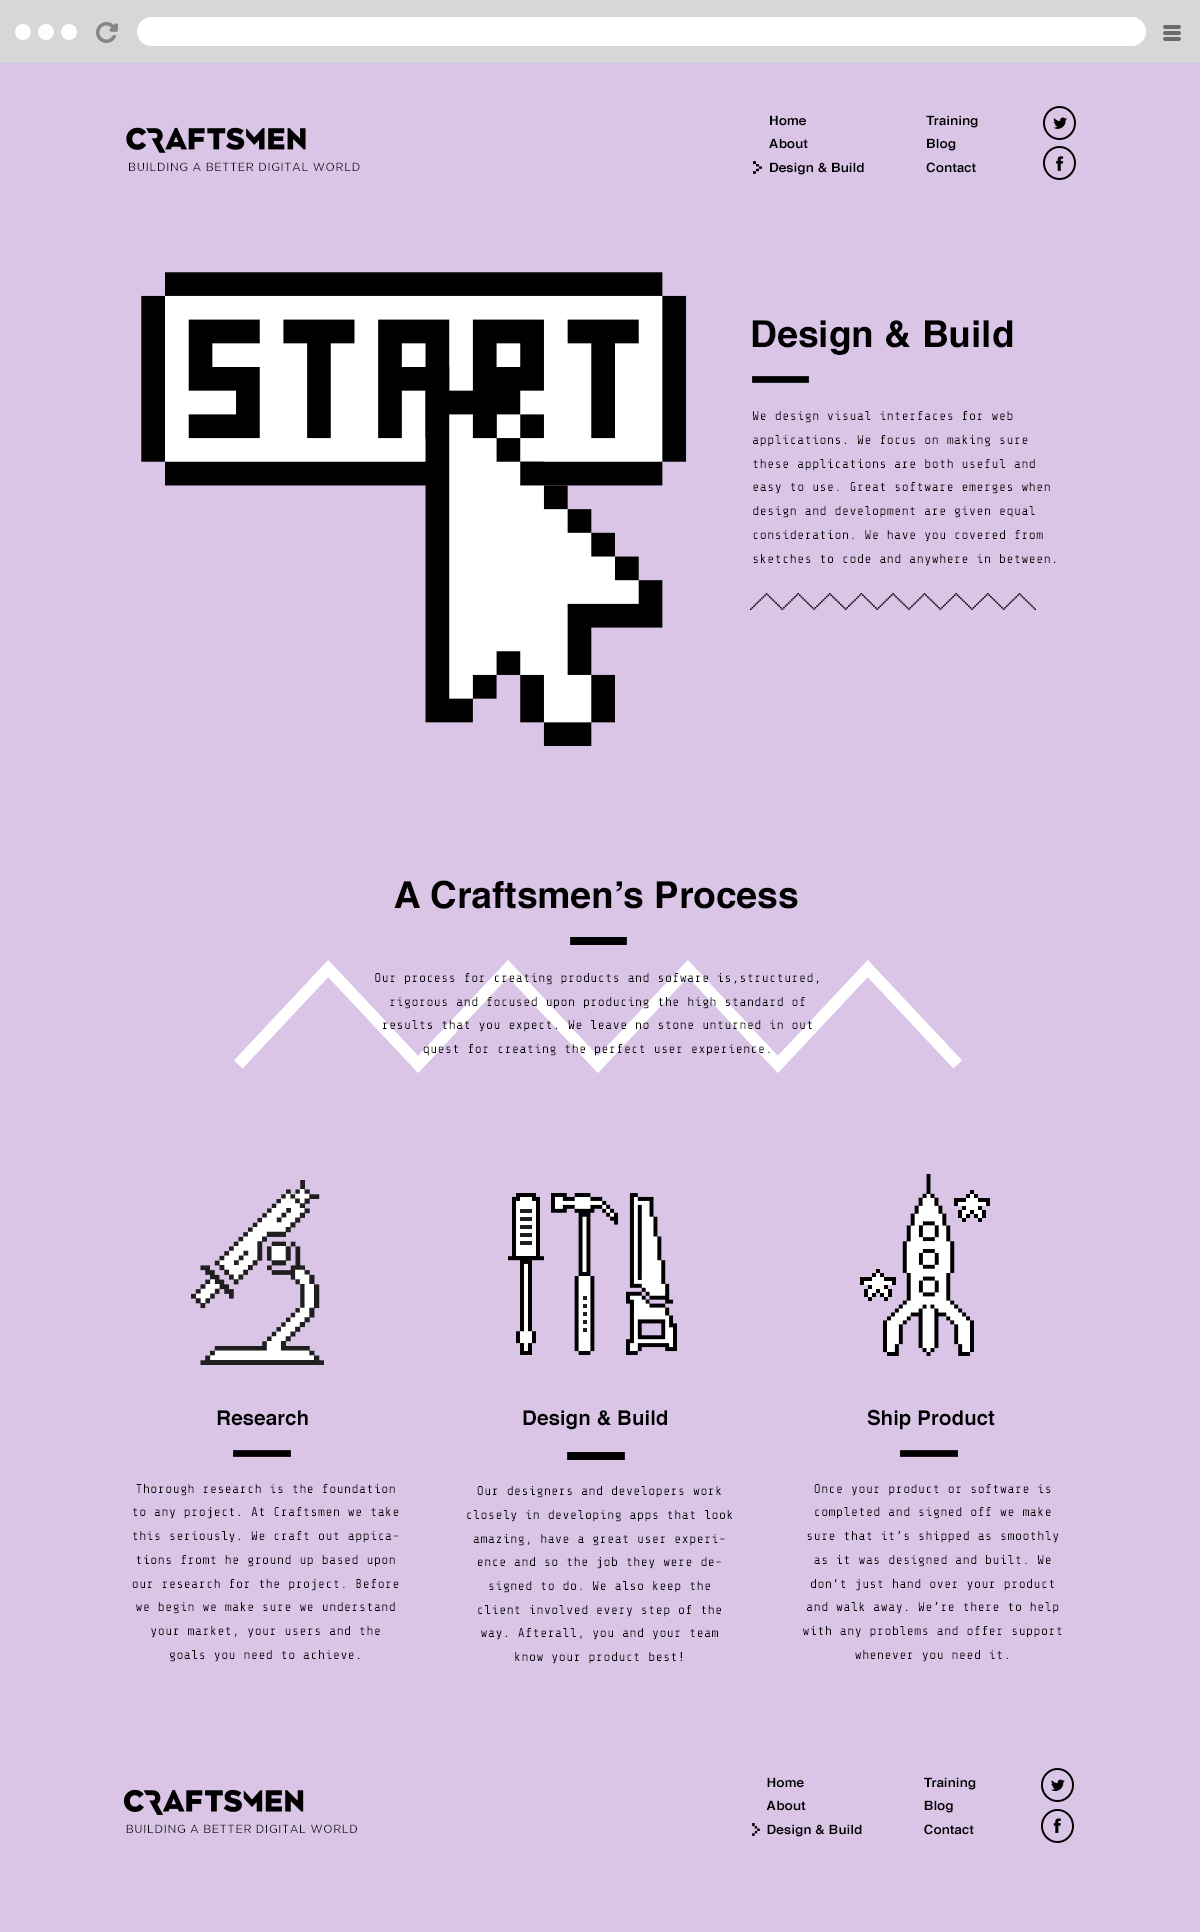 CRAFTSMEN
BUILDING A BETTER DIGITAL WORLD
Home
About
Design & Build
Training
Blog
Contact
START
Design & Build
We design visual interfaces for web
applications. We focus on making sure
these applications are both useful and
easy to use. Great software emerges when
design and development are given equal
consideration. We have you covered from
sketches to code and anywhere in between.
A Craftsmen’s Process
Our process for creating products and sofware is,structured,
rigorous and focused upon producing the high standard of
results that you expect. We leave no stone unturned in out
quest for creating the perfect user experience.
Research
Thorough research is the foundation
to any project. At Craftsmen we take
this seriously. We craft out appica-
tions fromt he ground up based upon
our research for the project. Before
we begin we make sure we understand
your market, your users and the
goals you need to achieve.
Design & Build
Our designers and developers work
closely in developing apps that look
amazing, have a great user experi-
ence and so the job they were de-
signed to do. We also keep the
client involved every step of the
way. Afterall, you and your team
know your product best!
Ship Product
Once your product or software is
completed and signed off we make
sure that it’s shipped as smoothly
as it was designed and built. We
don’t just hand over your product
and walk away. We’re there to help
with any problems and offer support
whenever you need it.
CRAFTSMEN
BUILDING A BETTER DIGITAL WORLD
Home
About
Design & Build
Training
Blog
Contact